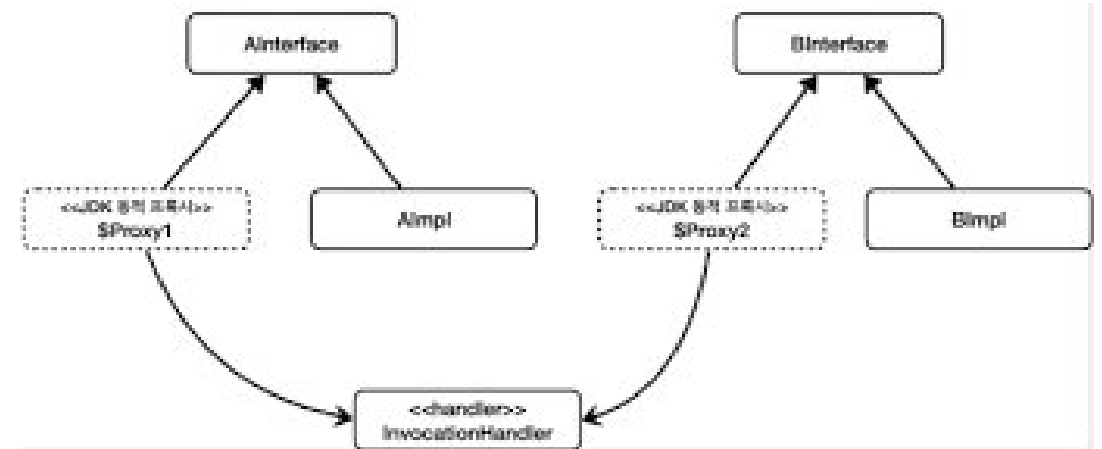 AInterface
BInterface
<<JDK 동적 프록시>>
$Proxy1
AImpl
<<JDK 동적 프록시>>
$Proxy2
BImpl
<<handler>>
InvocationHandler